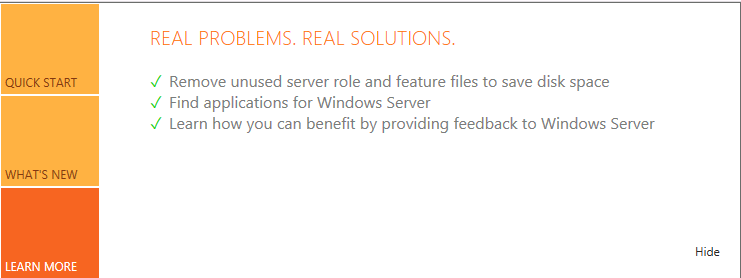 REAL PROBLEMS. REAL SOLUTIONS.
✓ Remove unused server role and feature files to save disk space
✓ Find applications for Windows Server
✓ Learn how you can benefit by providing feedback to Windows Server
QUICK START
WHAT'S NEW
LEARN MORE
Hide